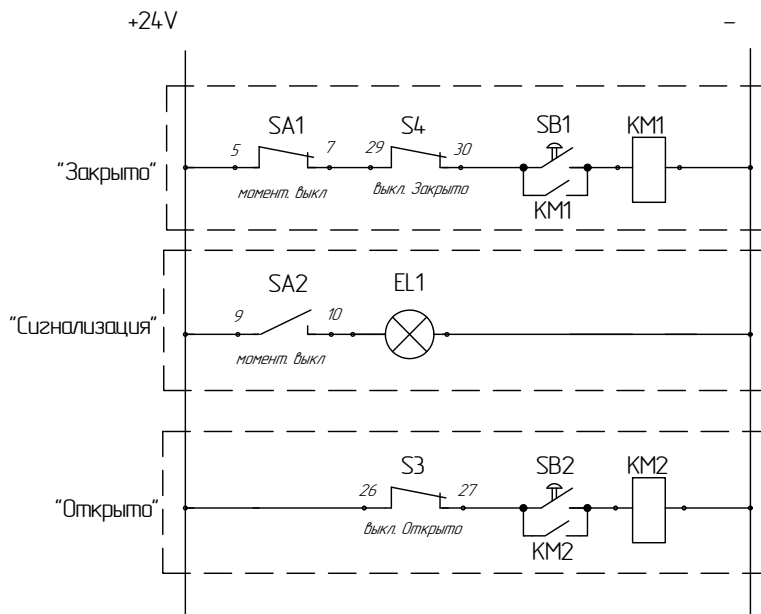 +24V –
SA1 S4 SB1 KM1
5 7 29 30
"Закрыто"
момент. выкл выкл. Закрыто
KM1
SA2 EL1
9 10
"Сигнализация"
момент. выкл
S3 SB2 KM2
26 27
"Открыто"
выкл. Открыто
KM2